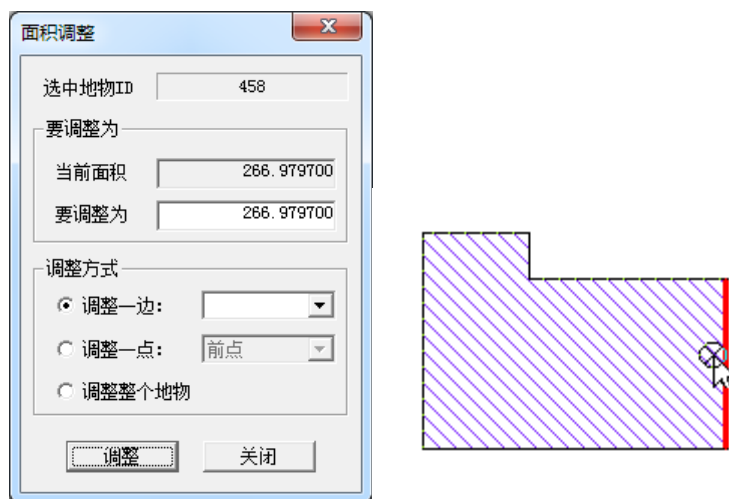 面积调整
选中地物ID 458
要调整为
当前面积 266.979700
要调整为 266.979700
调整方式
调整一边:
调整一点: 前点
调整整个地物
调整 关闭